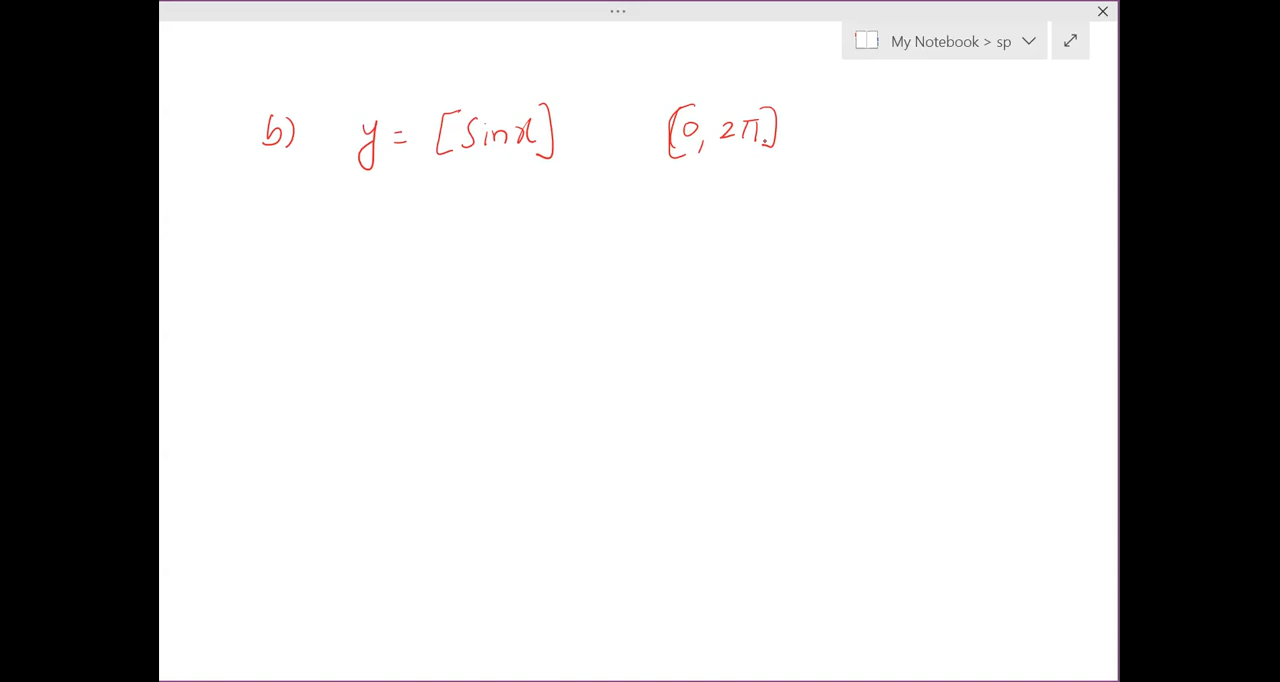 My Notebook > sp
b) y = [Sinx] [0, 2π]